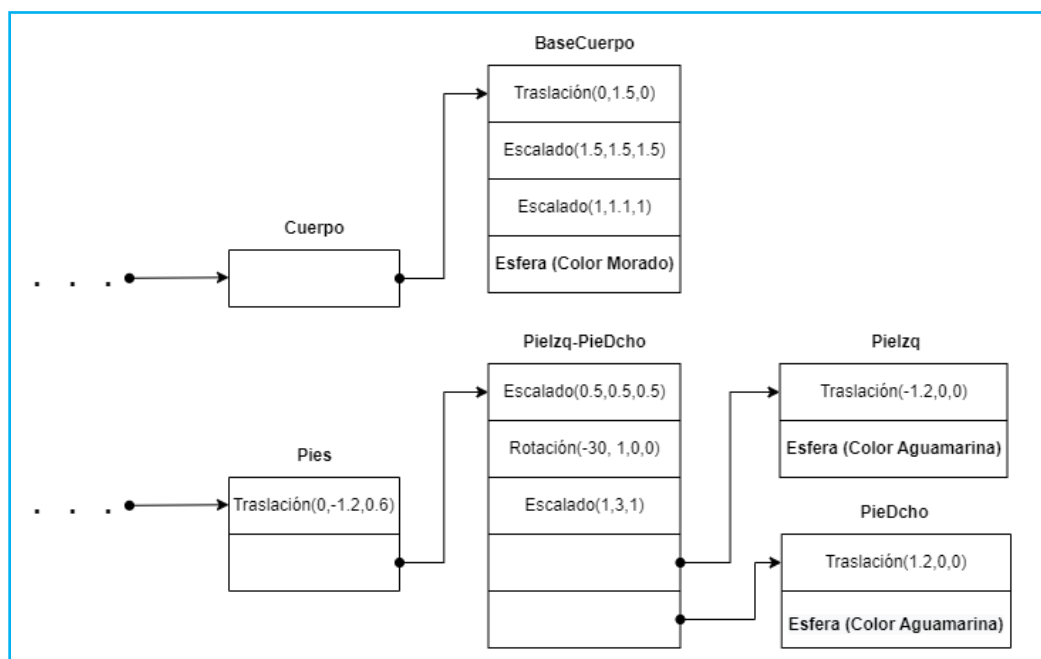 BaseCuerpo
Traslación(0,1.5,0)
Escalado(1.5,1.5,1.5)
Escalado(1,1.1,1)
Esfera (Color Morado)
Cuerpo
. . .
PieIzq-PieDcho
Escalado(0.5,0.5,0.5)
Rotación(-30, 1,0,0)
Escalado(1,3,1)
PieIzq
Traslación(-1.2,0,0)
Esfera (Color Aguamarina)
Pies
Traslación(0,-1.2,0.6)
. . .
PieDcho
Traslación(1.2,0,0)
Esfera (Color Aguamarina)